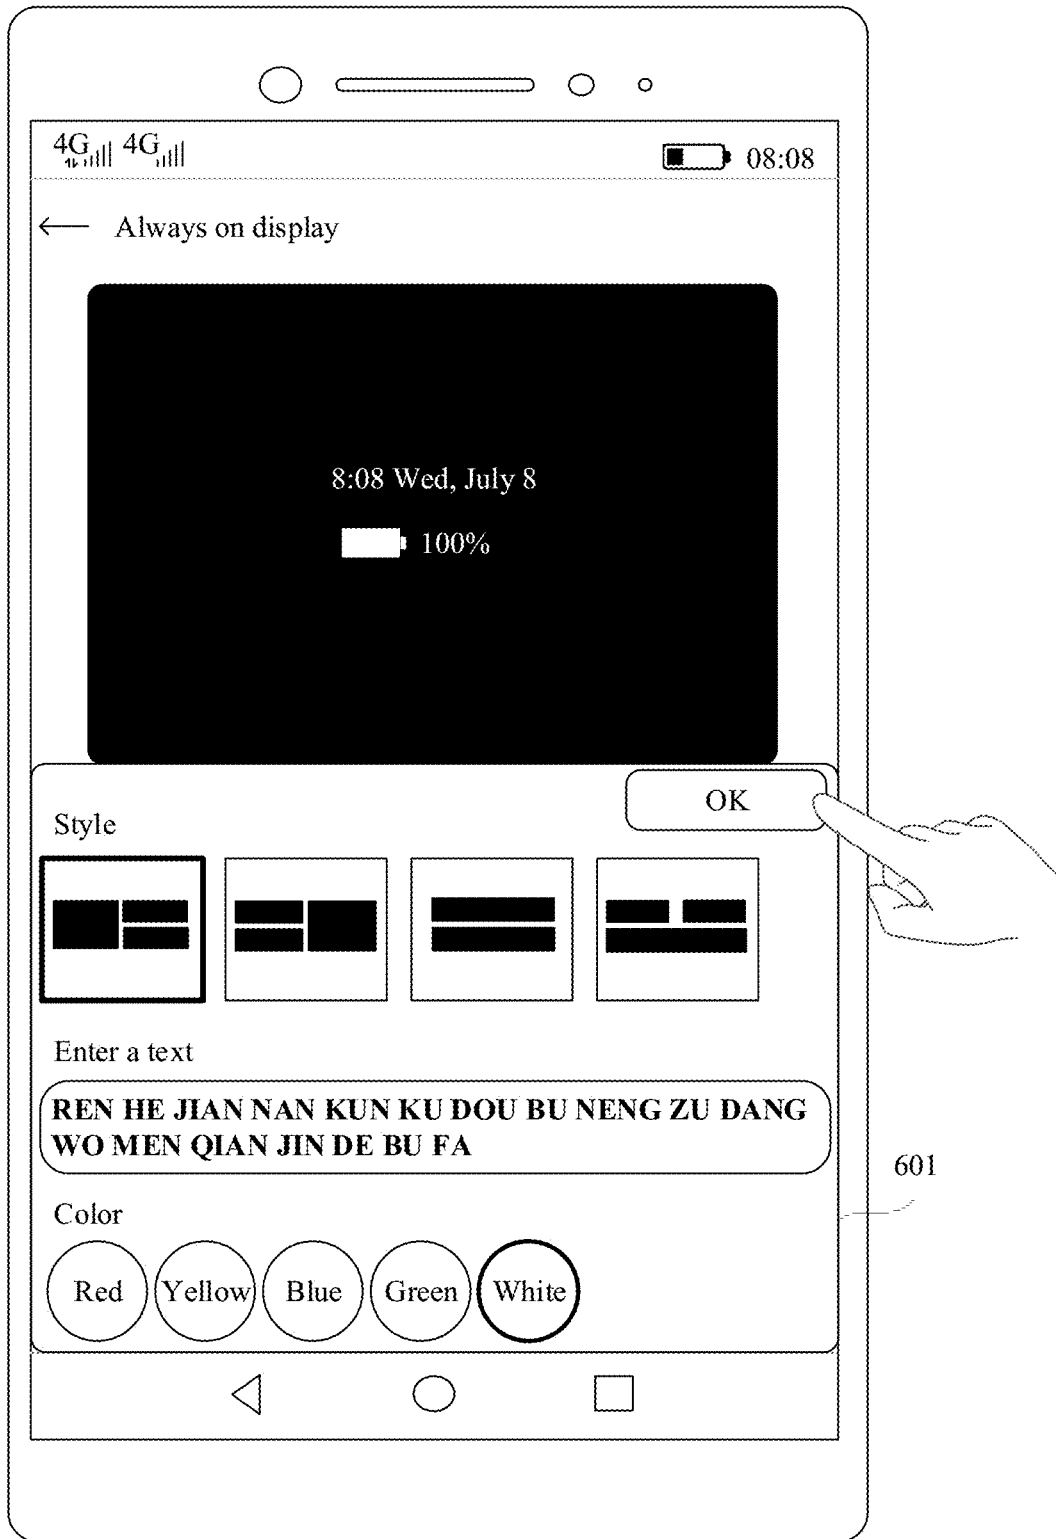 4G 4G 08:08
Always on display
8:08 Wed, July 8
100%
OK
Style
Enter a text
REN HE JIAN NAN KUN KU DOU BU NENG ZU DANG
WO MEN QIAN JIN DE BU FA
601
Color
Red Yellow Blue Green White